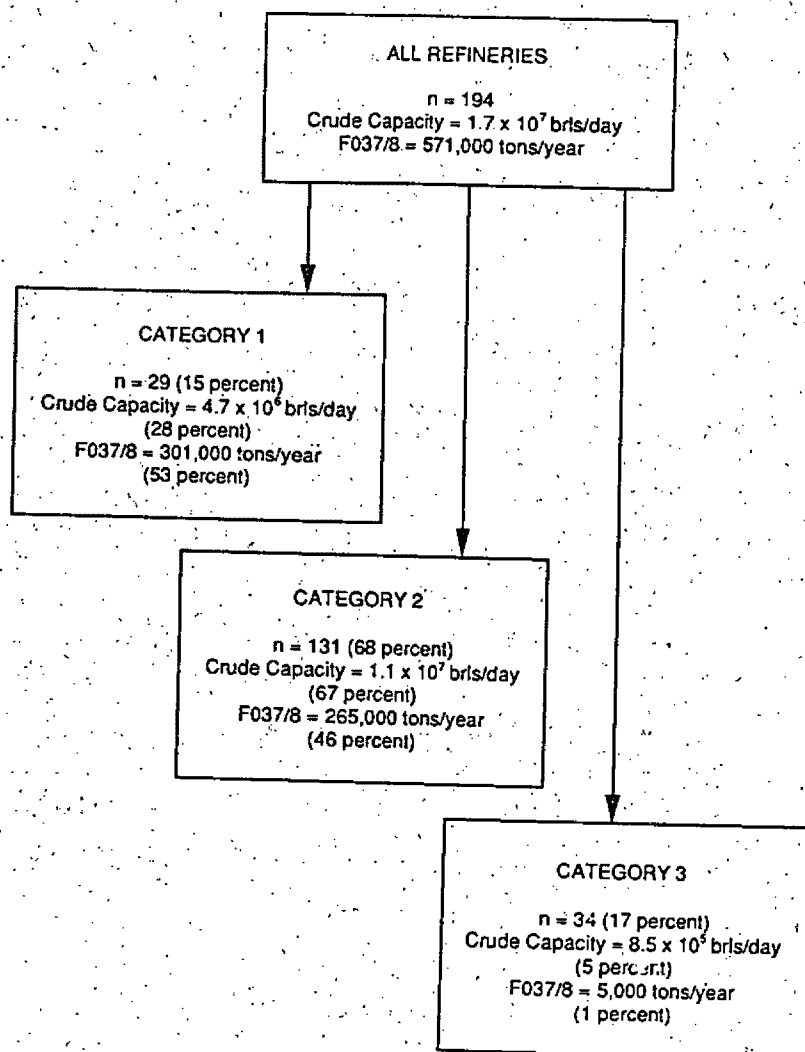 ALL REFINERIES
n = 194
Crude Capacity = 1.7 x 10⁷ brls/day
F037/8 = 571,000 tons/year
CATEGORY 1
n = 29 (15 percent)
Crude Capacity = 4.7 x 10⁶ brls/day
(28 percent)
F037/8 = 301,000 tons/year
(53 percent)
CATEGORY 2
n = 131 (68 percent)
Crude Capacity = 1.1 x 10⁷ brls/day
(67 percent)
F037/8 = 265,000 tons/year
(46 percent)
CATEGORY 3
n = 34 (17 percent)
Crude Capacity = 8.5 x 10⁵ brls/day
(5 percent)
F037/8 = 5,000 tons/year
(1 percent)